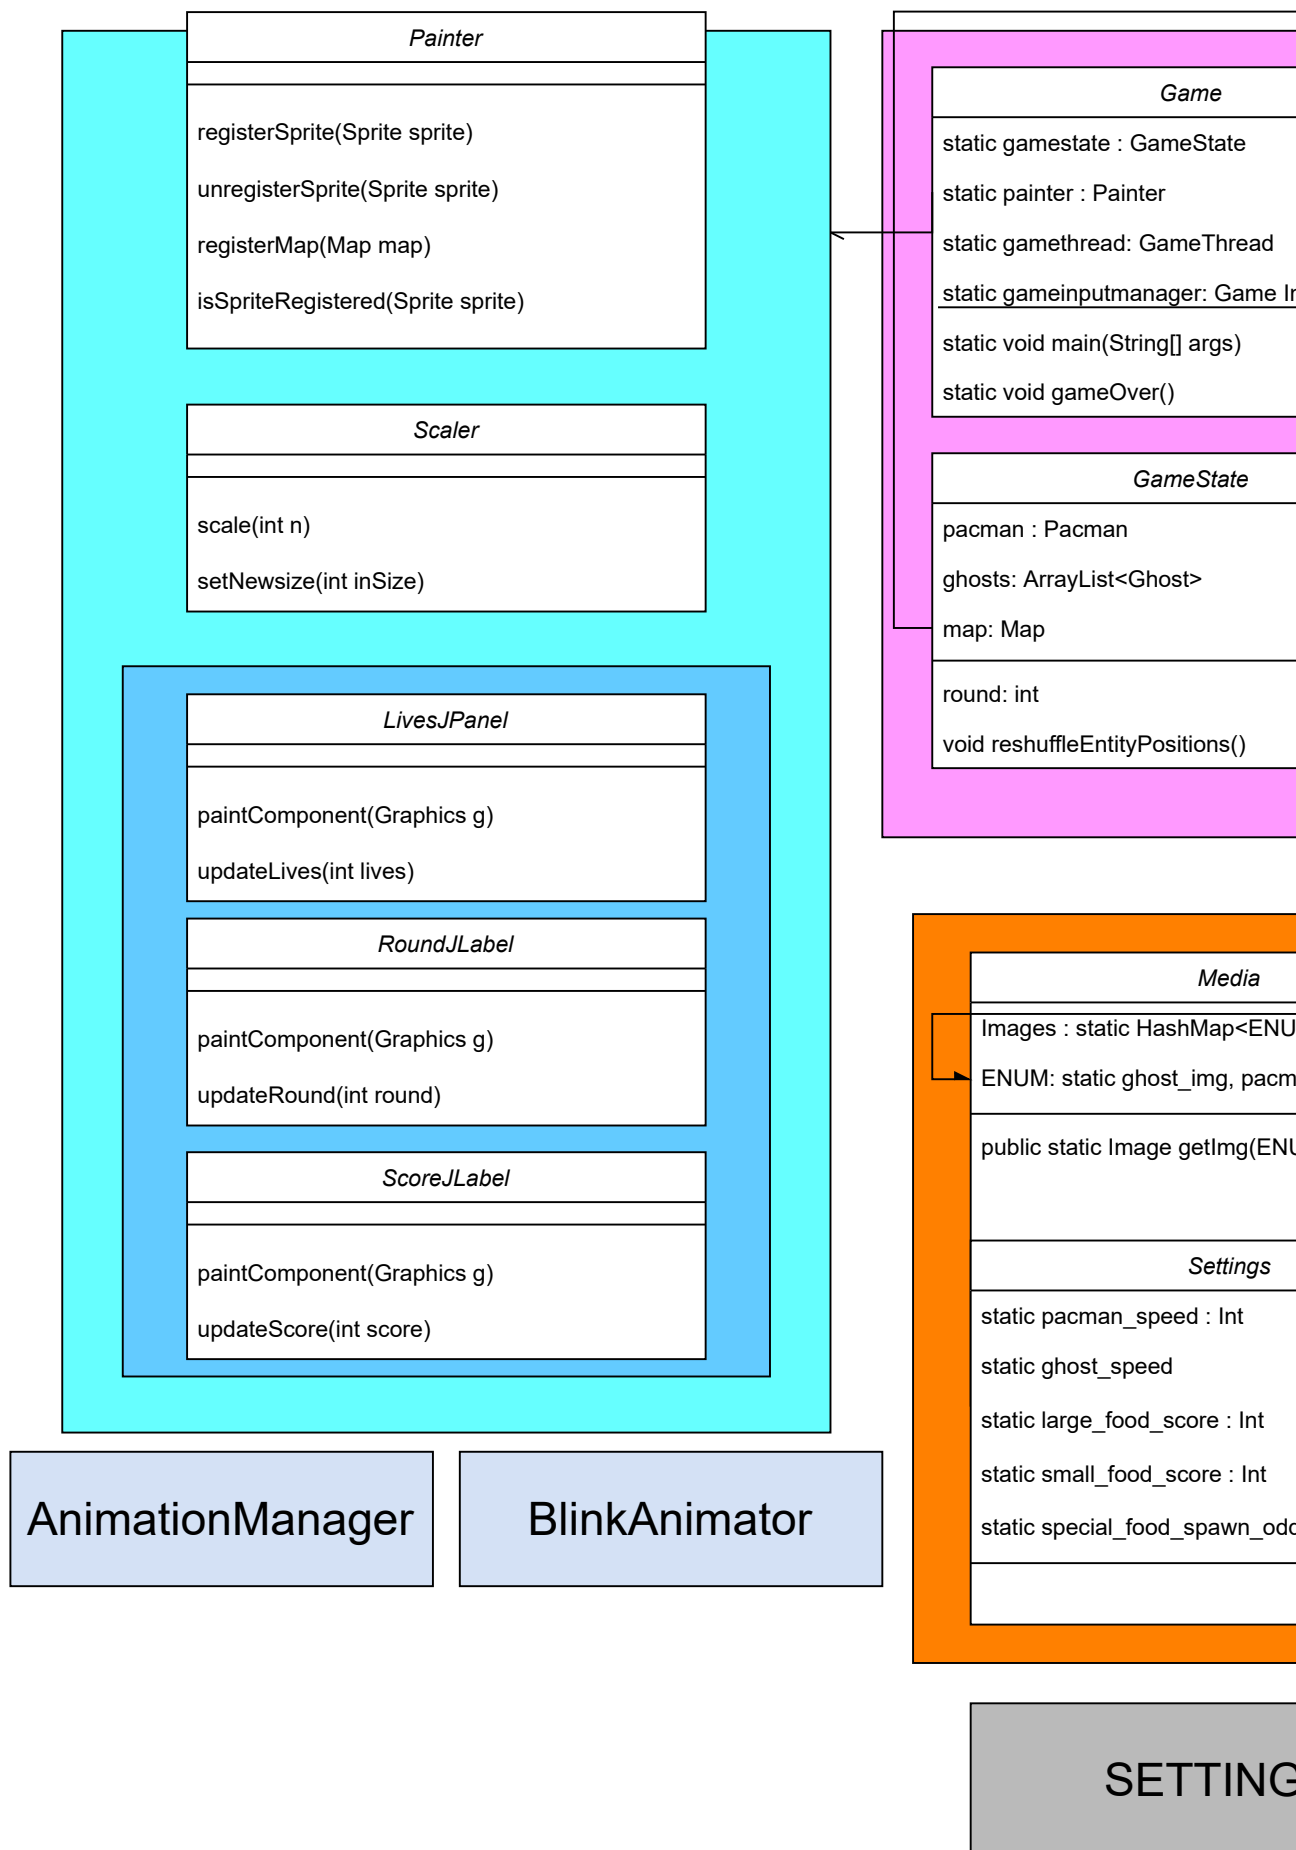 Painter
registerSprite(Sprite sprite)
unregisterSprite(Sprite sprite)
registerMap(Map map)
isSpriteRegistered(Sprite sprite)
Scaler
scale(int n)
setNewsize(int inSize)
LivesJPanel
paintComponent(Graphics g)
updateLives(int lives)
RoundJLabel
paintComponent(Graphics g)
updateRound(int round)
ScoreJLabel
paintComponent(Graphics g)
updateScore(int score)
AnimationManager
BlinkAnimator
Game
static gamestate : GameState
static painter : Painter
static gamethread: GameThread
static gameinputmanager: Game
static void main(String[] args)
static void gameOver()
GameState
pacman : Pacman
ghosts: ArrayList<Ghost>
map: Map
round: int
void reshuffleEntityPositions()
Media
Images : static HashMap<ENU
ENUM: static ghost_img, pacm
public static Image getImg(ENU
Settings
static pacman_speed : Int
static ghost_speed
static large_food_score : Int
static small_food_score : Int
static special_food_spawn_odd
SETTING